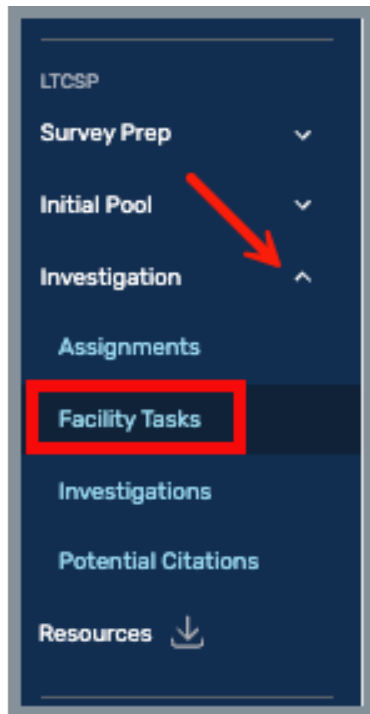 LTCSP
Survey Prep
Initial Pool
Investigation
Assignments
Facility Tasks
Investigations
Potential Citations
Resources